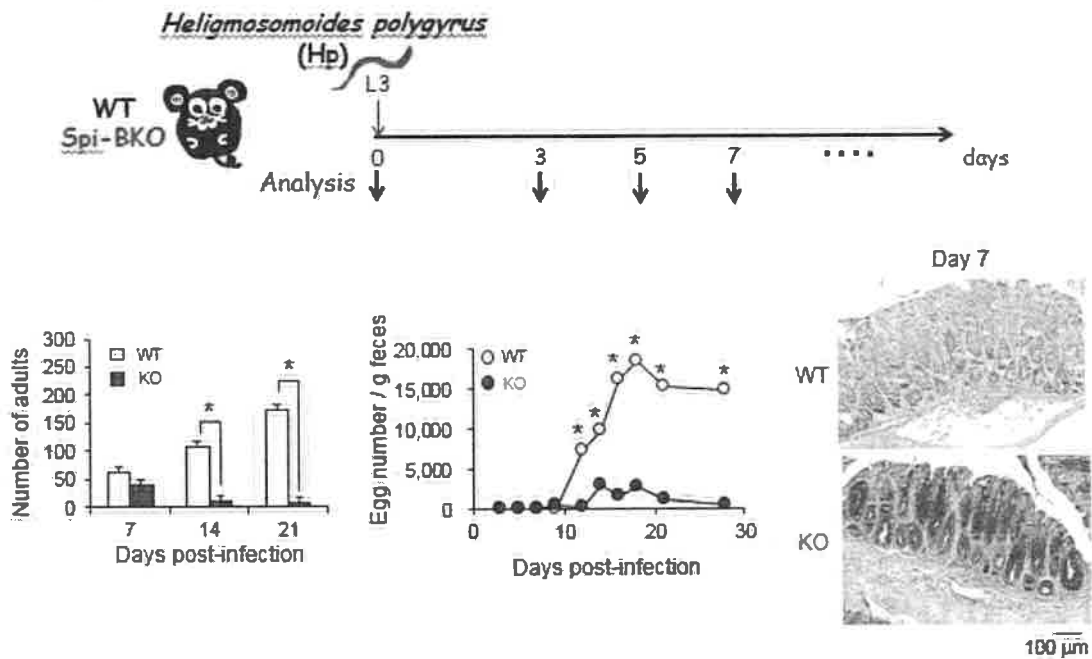 Heligmosomoides polygyrus
(Hp)
L3
WT
Spi-BKO
0 3 5 7 ····
days
Analysis
Number of adults
300
250
200
150
100
50
0
WT
KO
*
*
7 14 21
Days post-infection
Egg number / g feces
20,000
15,000
10,000
5,000
0
WT
KO
* * * * * *
0 10 20 30
Days post-infection
Day 7
WT
KO
100 µm